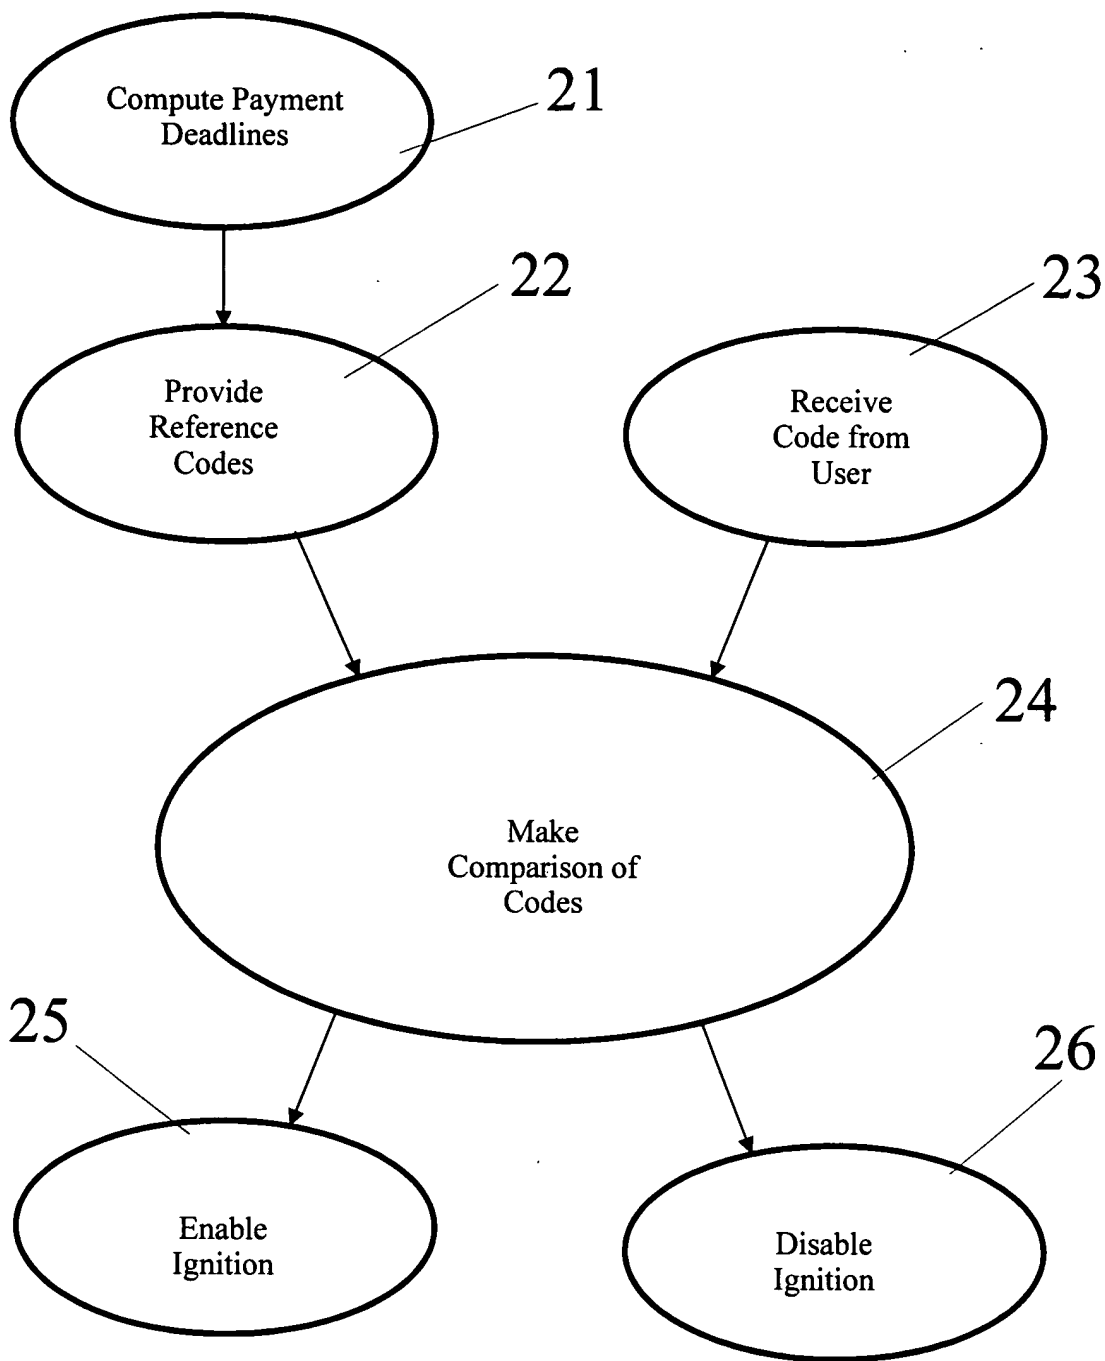 Compute Payment
Deadlines
21
22
23
Provide
Reference
Codes
Receive
Code from
User
24
Make
Comparison of
Codes
25
26
Enable
Ignition
Disable
Ignition